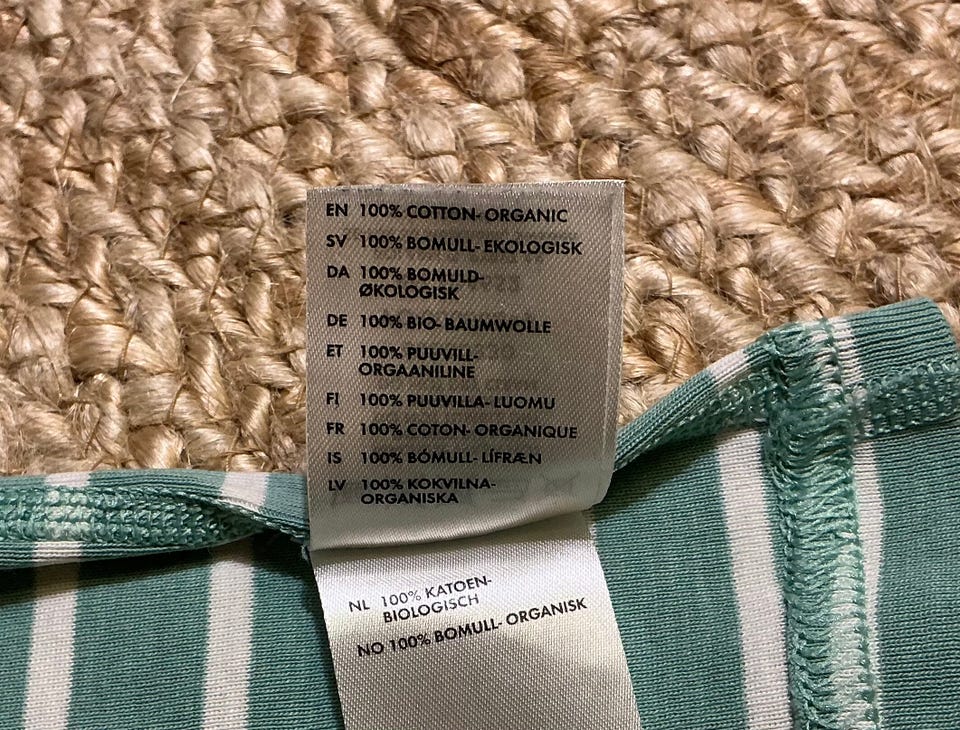 EN 100% COTTON- ORGANIC
SV 100% BOMULL- EKOLOGISK
DA 100% BOMULD-
ØKOLOGISK
DE 100% BIO- BAUMWOLLE
ET 100% PUUVILL-
ORGAANILINE
FI 100% PUUVILLA- LUOMU
FR 100% COTON- ORGANIQUE
IS 100% BÓMULL- LÍFRÆN
LV 100% KOKVILNA-
ORGANISKA
NL 100% KATOEN-
BIOLOGISCH
NO 100% BOMULL- ORGANISK